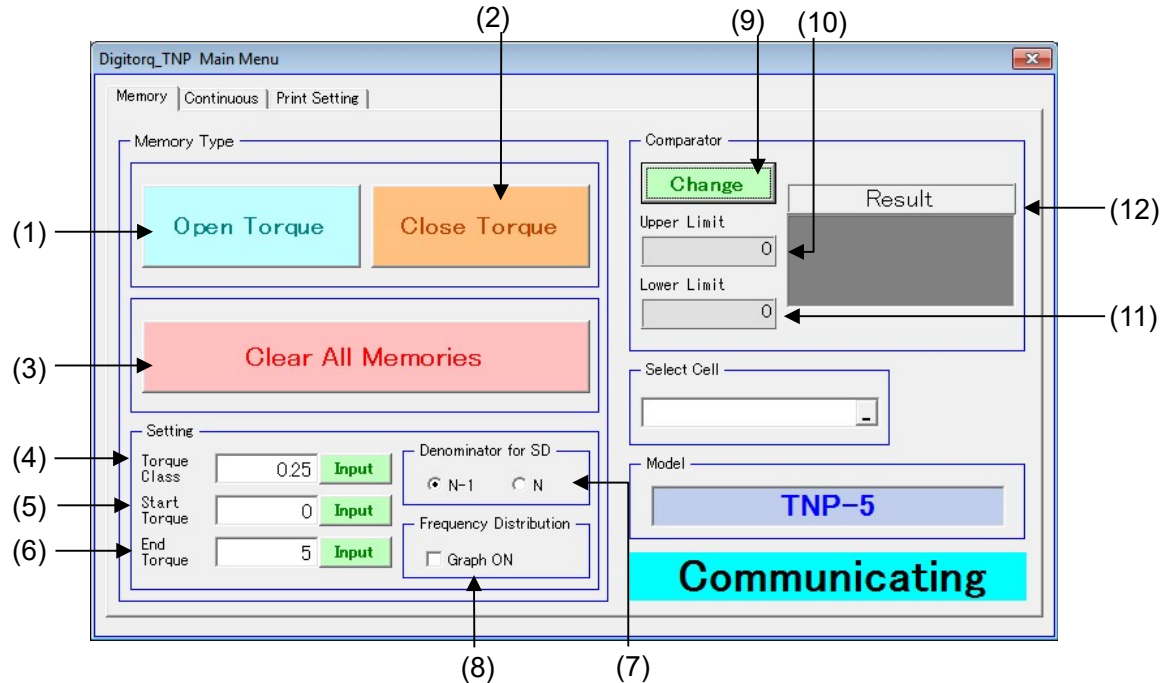 (2)
(9)
(10)
Digitorq_TNP Main Menu
Memory
Continuous
Print Setting
Memory Type
Open Torque
Close Torque
(1)
Clear All Memories
(3)
Setting
(4)
Torque
Class
0.25
Input
(5)
Start
Torque
0
Input
(6)
End
Torque
5
Input
Denominator for SD
N-1
N
Frequency Distribution
Graph ON
(8)
(7)
Comparator
Change
Result
(12)
Upper Limit
0
Lower Limit
0
(11)
Select Cell
_
Model
TNP-5
Communicating